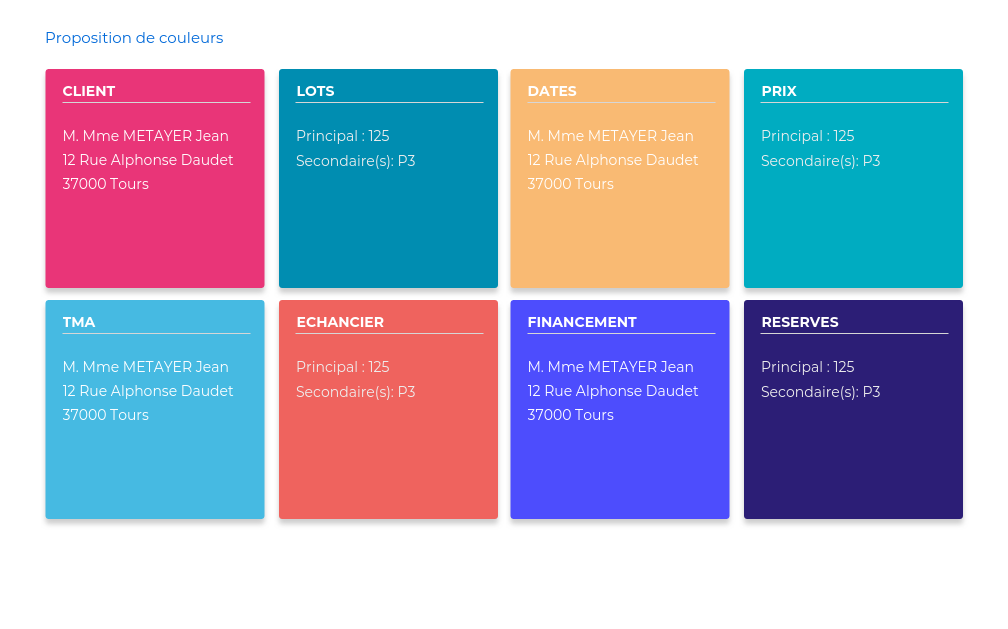 Proposition de couleurs
CLIENT
M. Mme METAYER Jean
12 Rue Alphonse Daudet
37000 Tours
LOTS
Principal : 125
Secondaire(s): P3
DATES
M. Mme METAYER Jean
12 Rue Alphonse Daudet
37000 Tours
PRIX
Principal : 125
Secondaire(s): P3
TMA
M. Mme METAYER Jean
12 Rue Alphonse Daudet
37000 Tours
ECHANCIER
Principal : 125
Secondaire(s): P3
FINANCEMENT
M. Mme METAYER Jean
12 Rue Alphonse Daudet
37000 Tours
RESERVES
Principal : 125
Secondaire(s): P3